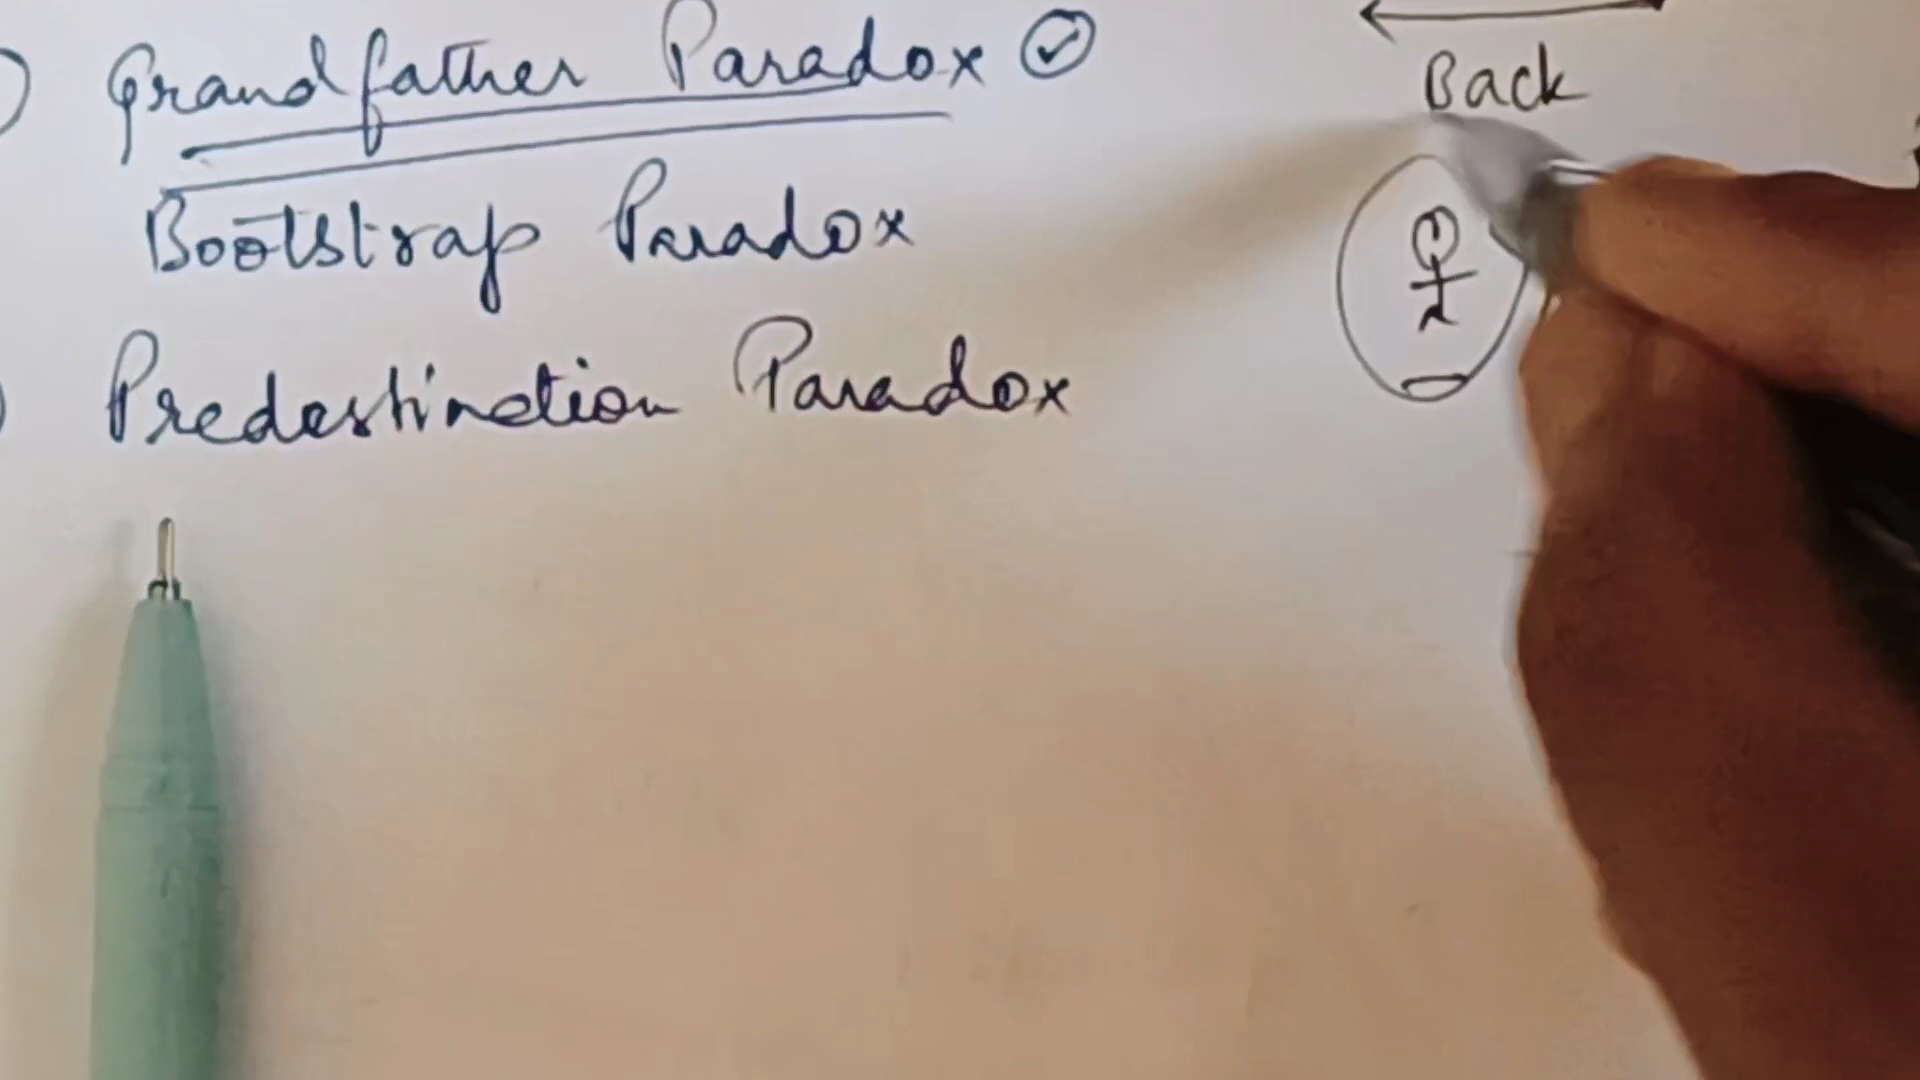 Grandfather Paradox
Bootstrap Paradox
Predestination Paradox
Back